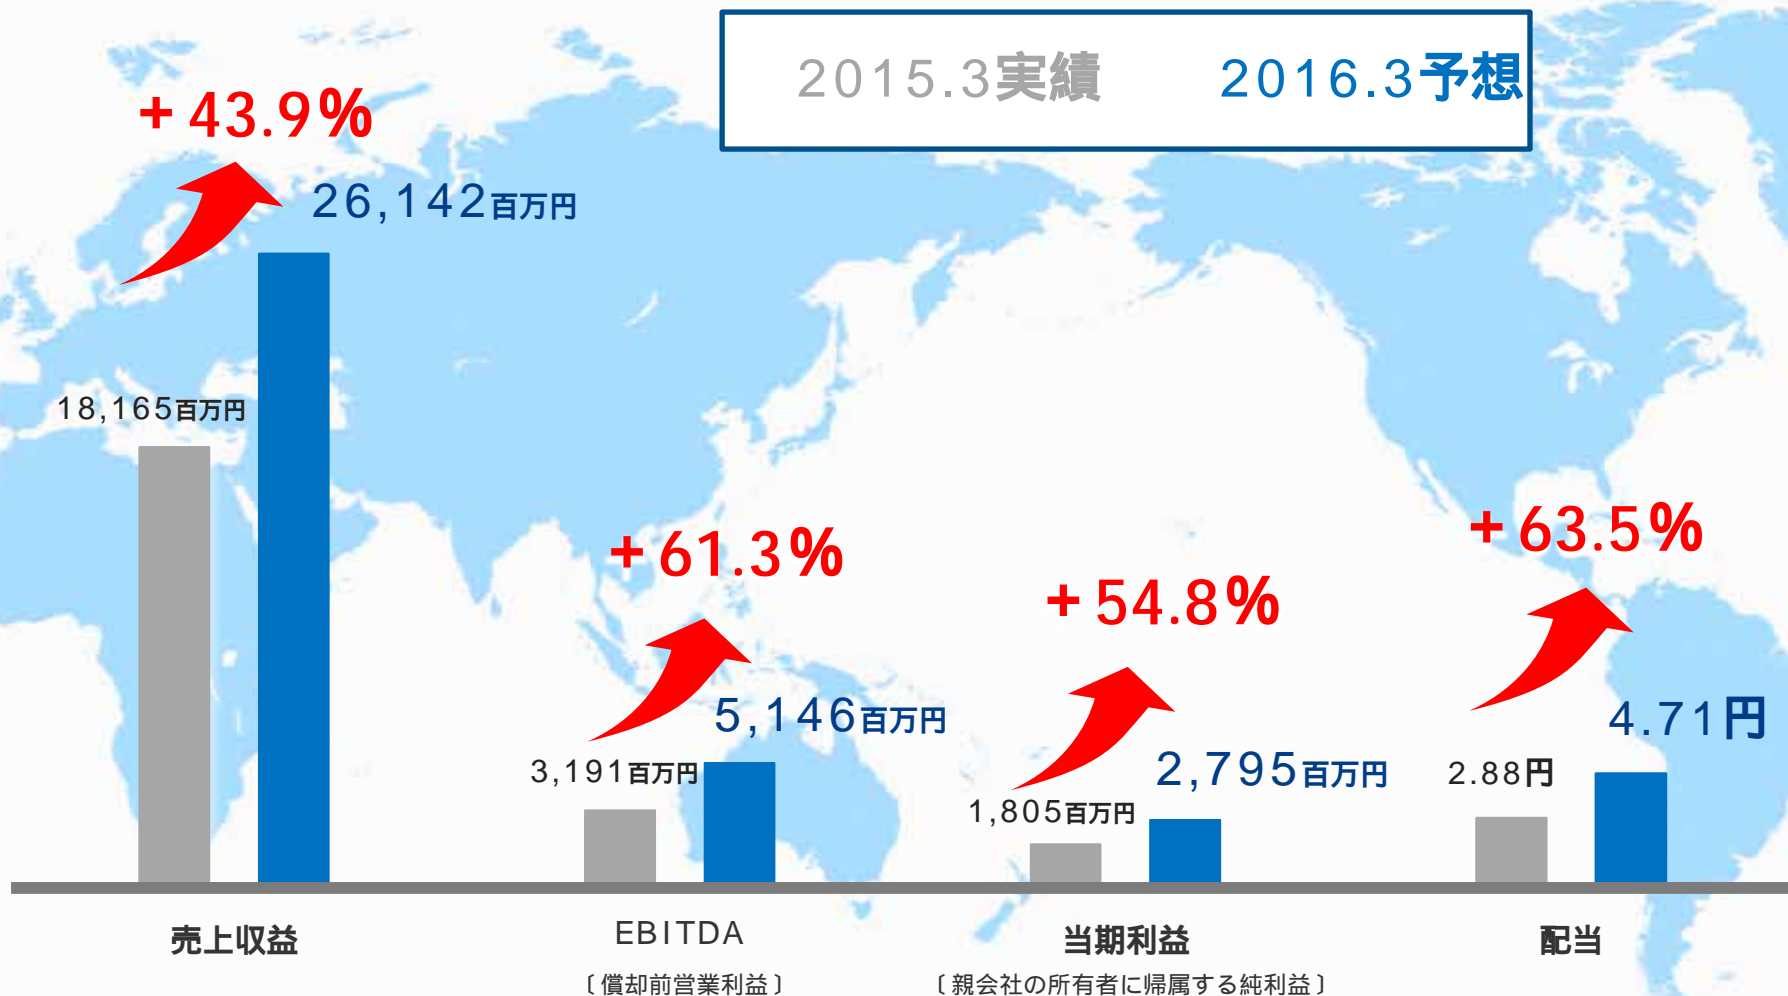 2015.3実績 2016.3予想
+43.9%
26,142百万円
18,165百万円
+61.3%
5,146百万円
3,191百万円
+54.8%
2,795百万円
1,805百万円
+63.5%
4.71円
2.88円
売上収益 EBITDA 当期利益 配当
〔償却前営業利益〕 〔親会社の所有者に帰属する純利益〕